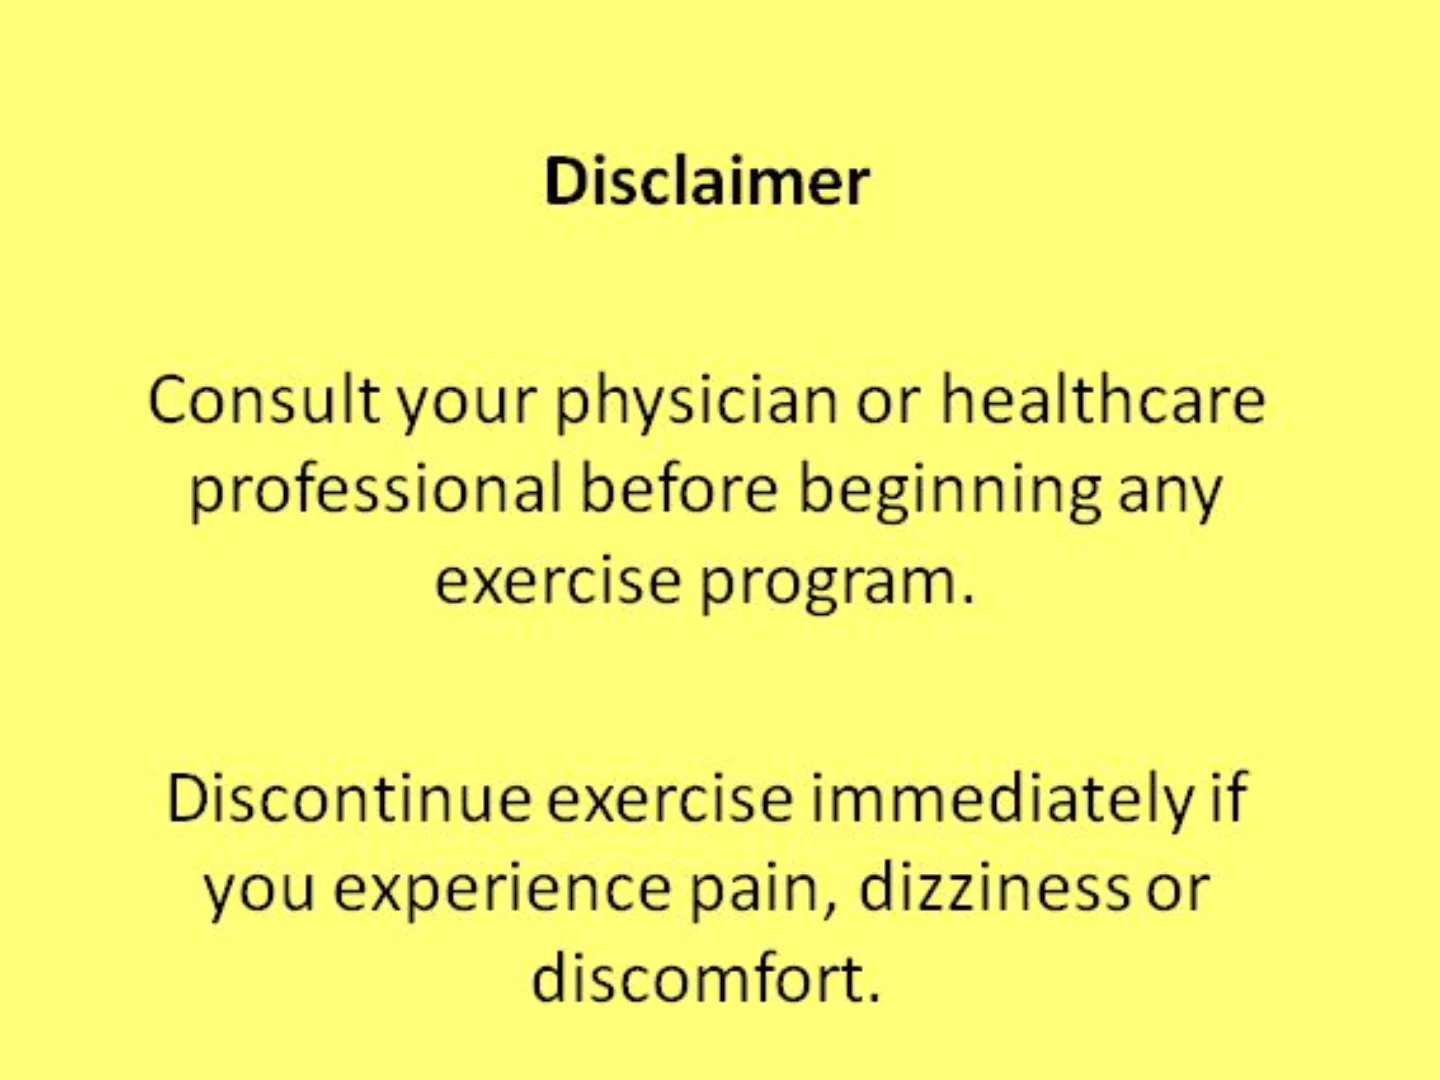 Disclaimer
Consult your physician or healthcare
professional before beginning any
exercise program.
Discontinue exercise immediately if
you experience pain, dizziness or
discomfort.